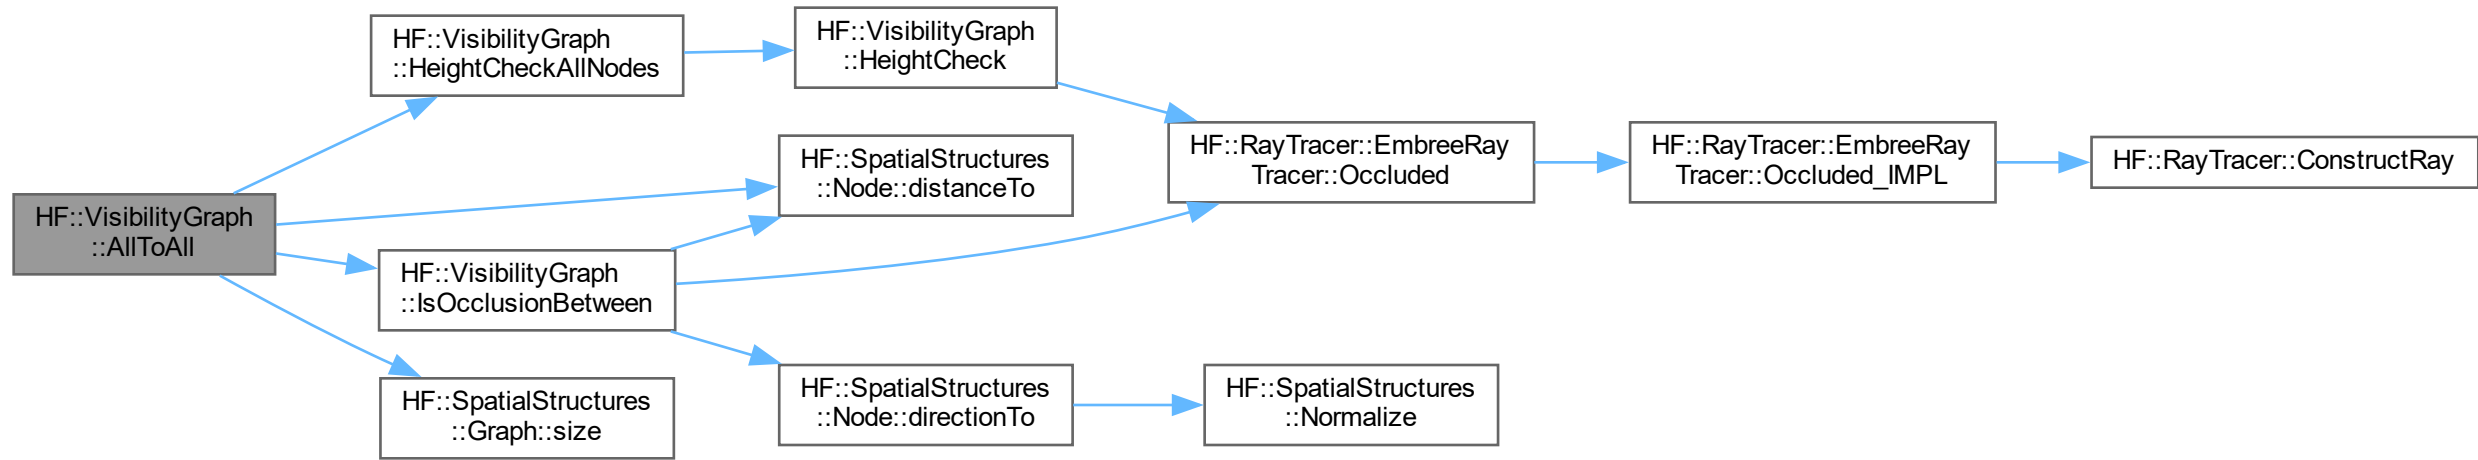 HF::VisibilityGraph
::AllToAll
HF::VisibilityGraph
::HeightCheckAllNodes
HF::VisibilityGraph
::HeightCheck
HF::SpatialStructures
::Node::distanceTo
HF::VisibilityGraph
::IsOcclusionBetween
HF::SpatialStructures
::Graph::size
HF::SpatialStructures
::Node::directionTo
HF::SpatialStructures
::Normalize
HF::RayTracer::EmbreeRay
Tracer::Occluded
HF::RayTracer::EmbreeRay
Tracer::Occluded_IMPL
HF::RayTracer::ConstructRay